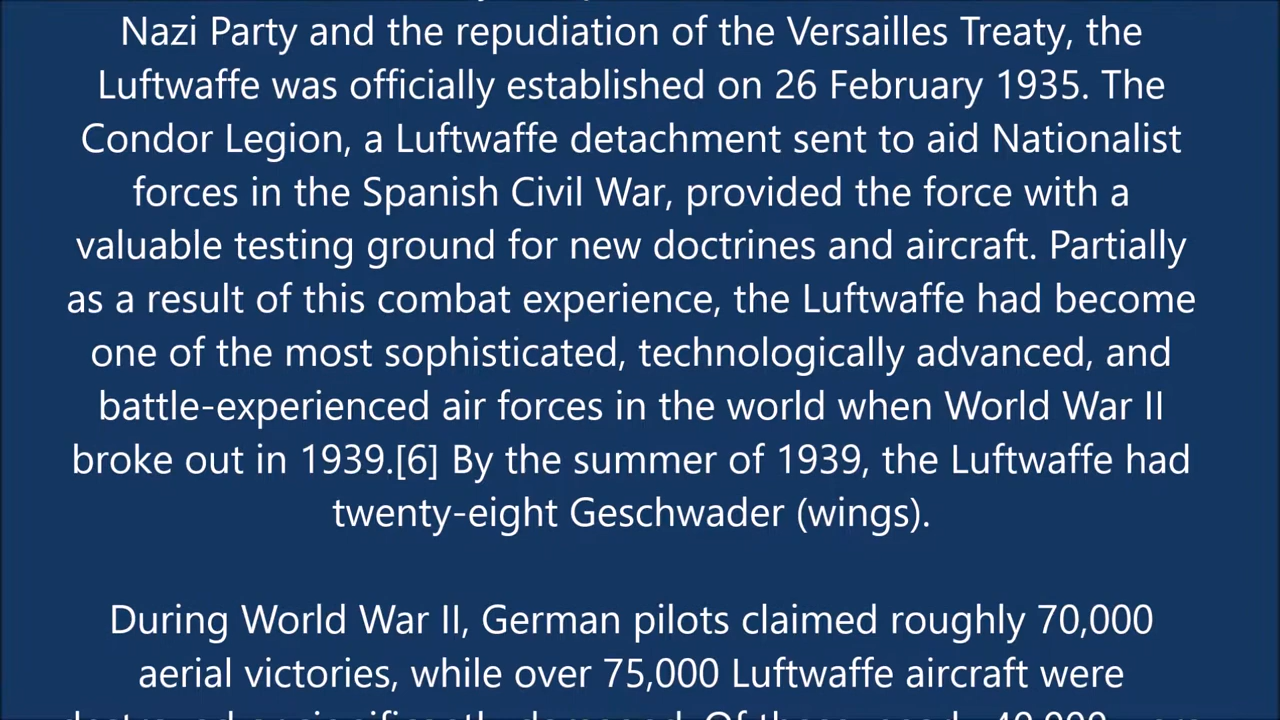 Nazi Party and the repudiation of the Versailles Treaty, the
Luftwaffe was officially established on 26 February 1935. The
Condor Legion, a Luftwaffe detachment sent to aid Nationalist
forces in the Spanish Civil War, provided the force with a
valuable testing ground for new doctrines and aircraft. Partially
as a result of this combat experience, the Luftwaffe had become
one of the most sophisticated, technologically advanced, and
battle-experienced air forces in the world when World War II
broke out in 1939.[6] By the summer of 1939, the Luftwaffe had
twenty-eight Geschwader (wings).
During World War II, German pilots claimed roughly 70,000
aerial victories, while over 75,000 Luftwaffe aircraft were